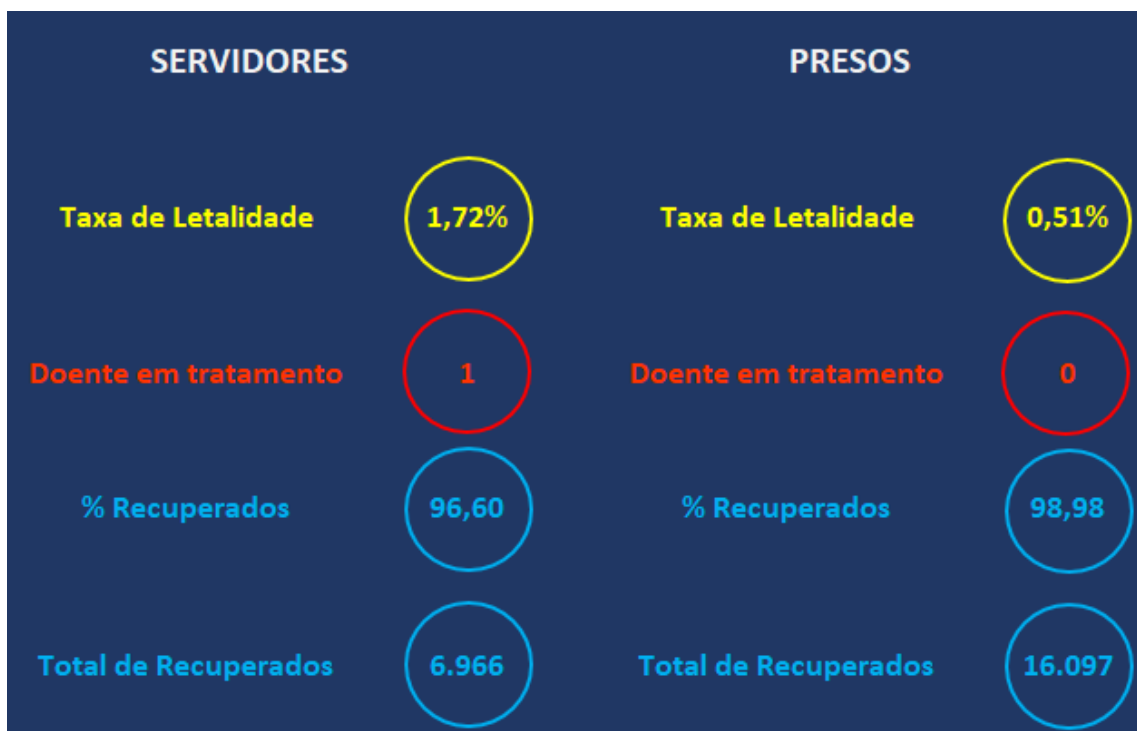 SERVIDORES
PRESOS
Taxa de Letalidade
1,72%
Taxa de Letalidade
0,51%
Doente em tratamento
1
Doente em tratamento
0
% Recuperados
96,60
% Recuperados
98,98
Total de Recuperados
6.966
Total de Recuperados
16.097